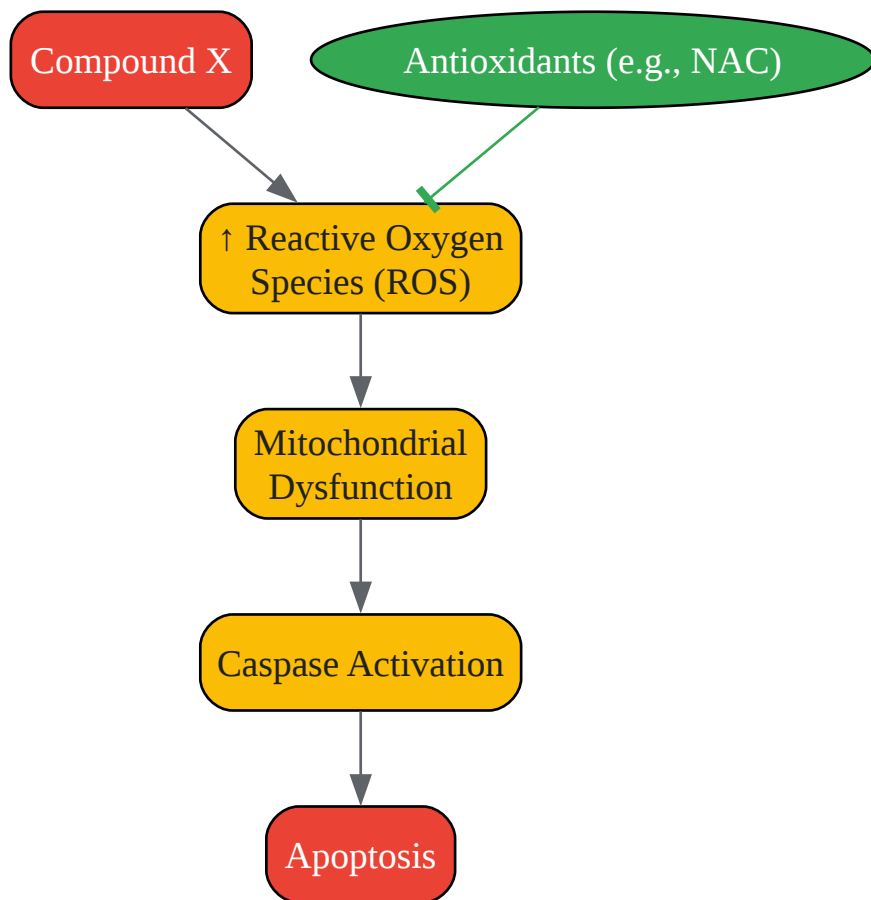 Compound X
Antioxidants (e.g., NAC)
↑ Reactive Oxygen
Species (ROS)
Mitochondrial
Dysfunction
Caspase Activation
Apoptosis